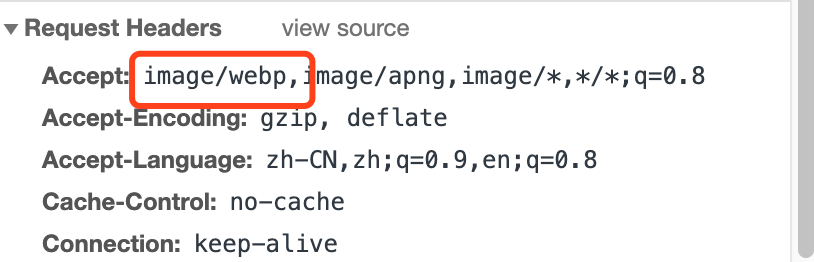 Request Headers view source
Accept: image/webp,image/apng,image/*,*/*;q=0.8
Accept-Encoding: gzip, deflate
Accept-Language: zh-CN,zh;q=0.9,en;q=0.8
Cache-Control: no-cache
Connection: keep-alive